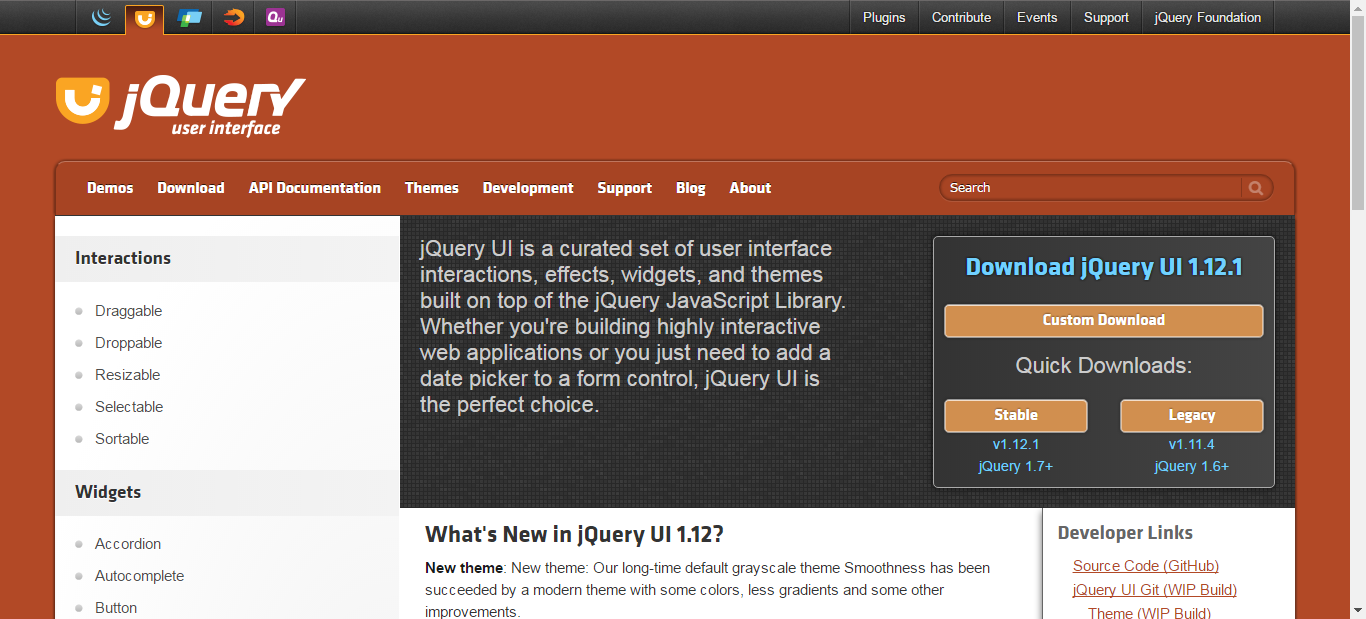 Qu
Plugins
Contribute
Events
Support
jQuery Foundation
jQuery
user interface
Demos
Download
API Documentation
Themes
Development
Support
Blog
About
Search
Interactions
Draggable
Droppable
Resizable
Selectable
Sortable
Widgets
Accordion
Autocomplete
Button
jQuery UI is a curated set of user interface
interactions, effects, widgets, and themes
built on top of the jQuery JavaScript Library.
Whether you're building highly interactive
web applications or you just need to add a
date picker to a form control, jQuery UI is
the perfect choice.
Download jQuery UI 1.12.1
Custom Download
Quick Downloads:
Stable
v1.12.1
jQuery 1.7+
Legacy
v1.11.4
jQuery 1.6+
What's New in jQuery UI 1.12?
New theme: New theme: Our long-time default grayscale theme Smoothness has been
succeeded by a modern theme with some colors, less gradients and some other
improvements.
Developer Links
Source Code (GitHub)
jQuery UI Git (WIP Build)
Theme (WIP Build)